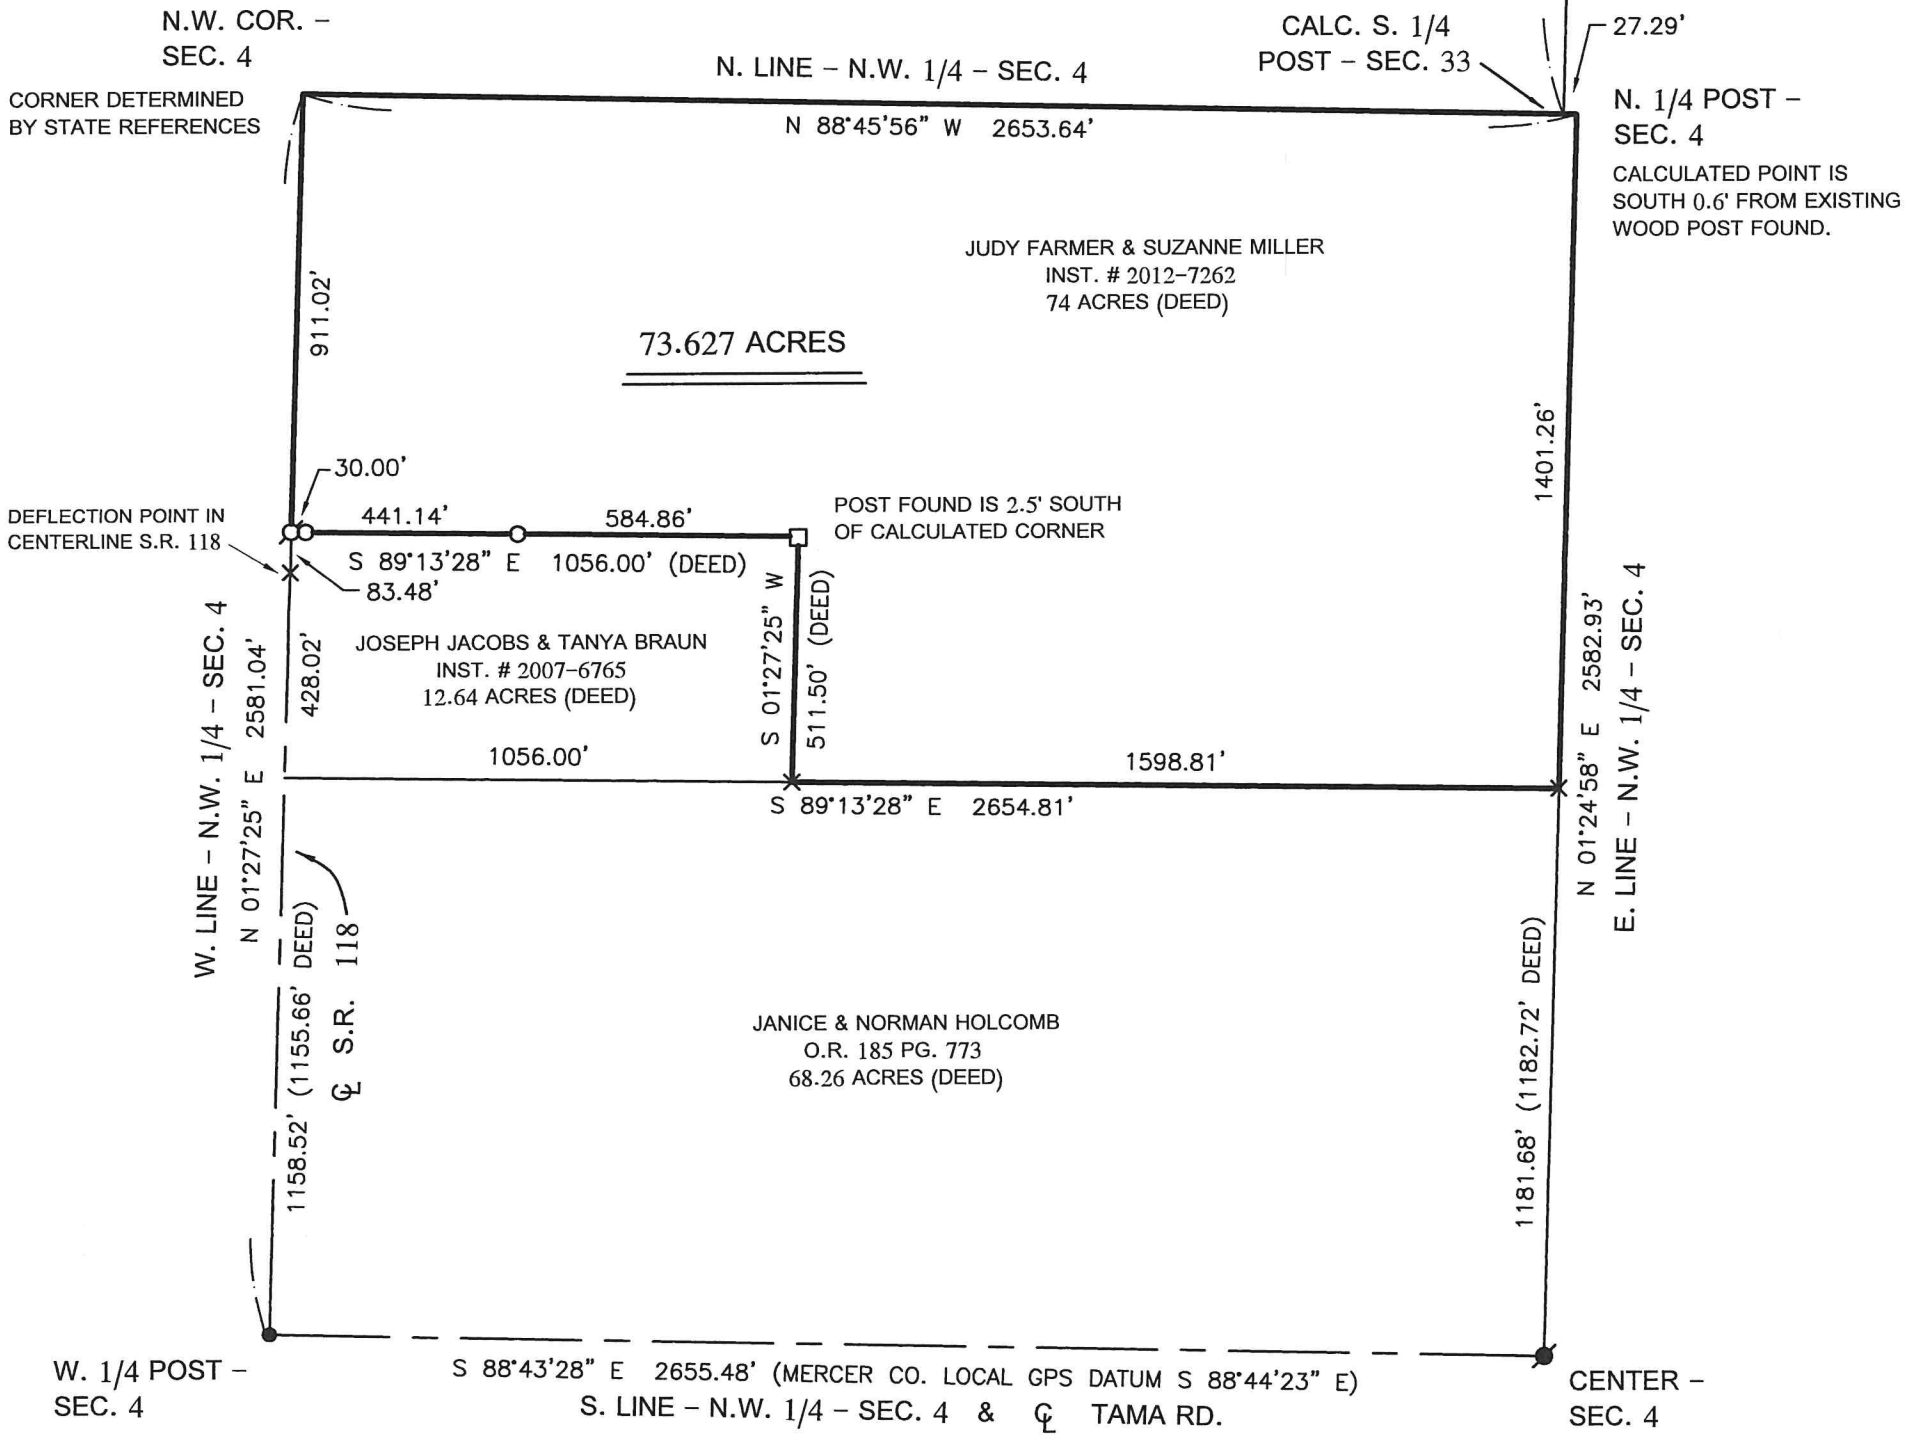 N.W. COR. –
SEC. 4
CORNER DETERMINED
BY STATE REFERENCES
N. LINE – N.W. 1/4 – SEC. 4
N 88°45'56" W 2653.64'
CALC. S. 1/4
POST – SEC. 33
27.29'
N. 1/4 POST –
SEC. 4
CALCULATED POINT IS
SOUTH 0.6' FROM EXISTING
WOOD POST FOUND.
JUDY FARMER & SUZANNE MILLER
INST. # 2012–7262
74 ACRES (DEED)
911.02'
73.627 ACRES
1401.26'
30.00'
441.14'
584.86'
POST FOUND IS 2.5' SOUTH
OF CALCULATED CORNER
DEFLECTION POINT IN
CENTERLINE S.R. 118
S 89°13'28" E 1056.00' (DEED)
83.48'
JOSEPH JACOBS & TANYA BRAUN
INST. # 2007–6765
12.64 ACRES (DEED)
S 01°27'25" W
511.50' (DEED)
W. LINE – N.W. 1/4 – SEC. 4
N 01°27'25" E 2581.04'
428.02'
1056.00'
1598.81'
S 89°13'28" E 2654.81'
N 01°24'58" E 2582.93'
E. LINE – N.W. 1/4 – SEC. 4
1158.52' (1155.66' DEED)
℄ S.R. 118
JANICE & NORMAN HOLCOMB
O.R. 185 PG. 773
68.26 ACRES (DEED)
1181.68' (1182.72' DEED)
W. 1/4 POST –
SEC. 4
S 88°43'28" E 2655.48' (MERCER CO. LOCAL GPS DATUM S 88°44'23" E)
S. LINE – N.W. 1/4 – SEC. 4 & ℄ TAMA RD.
CENTER –
SEC. 4